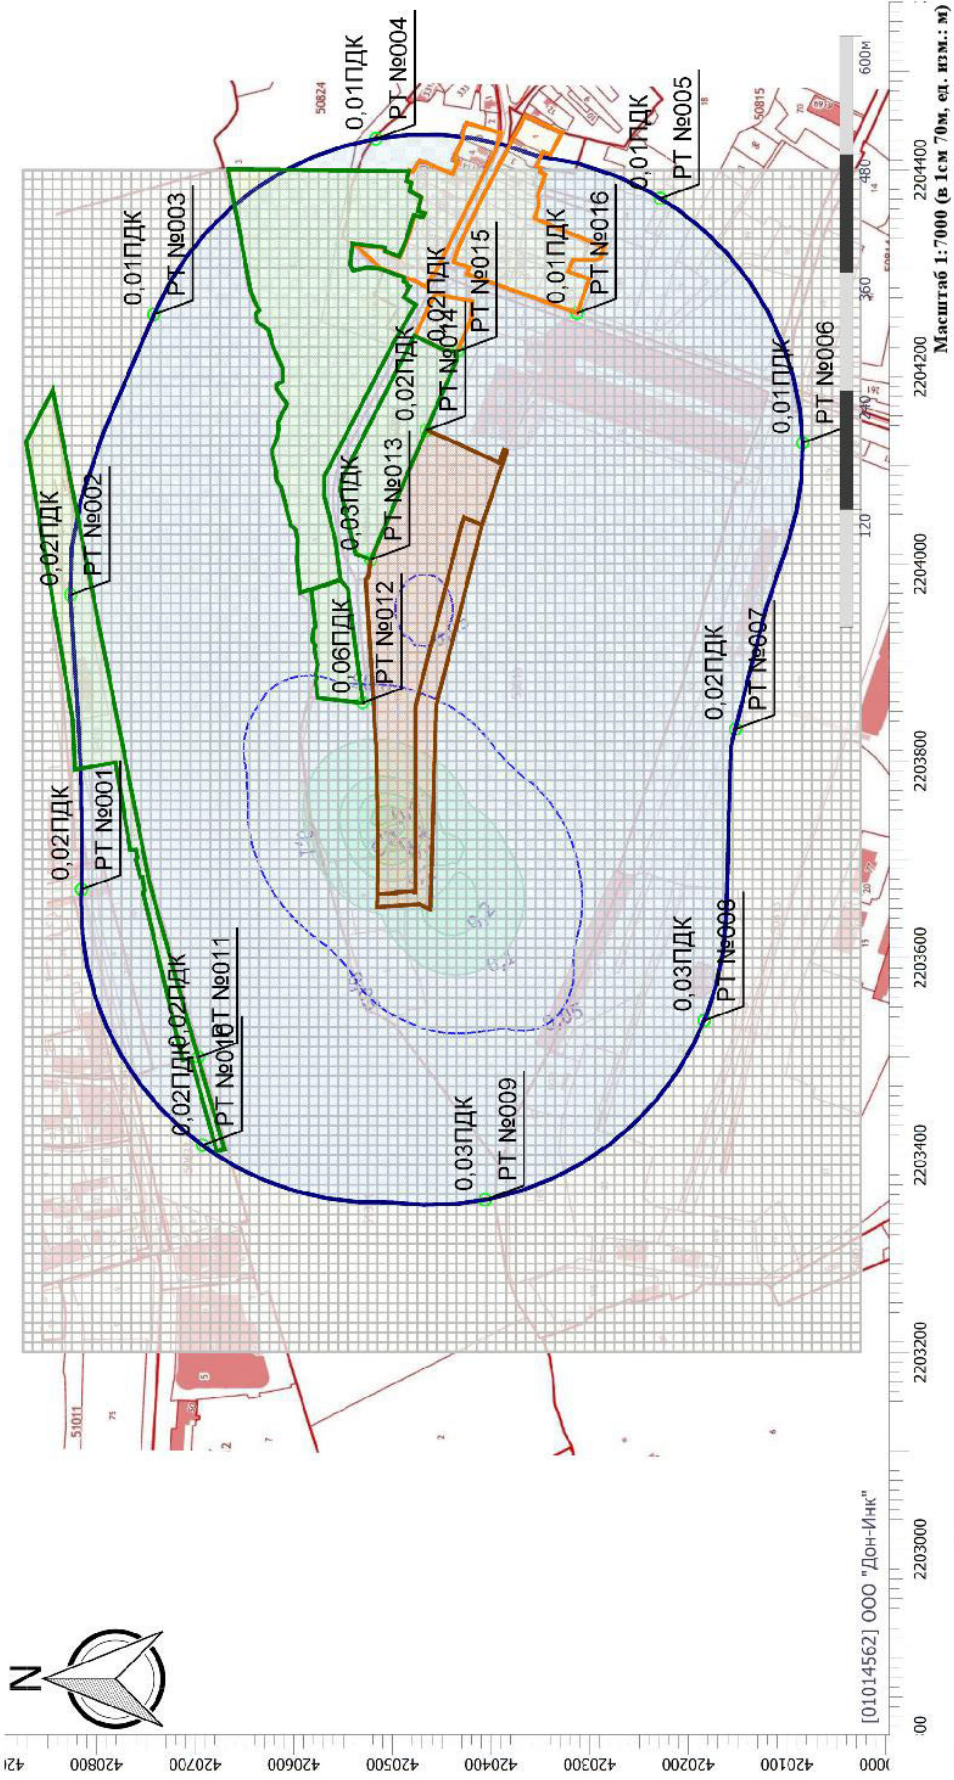 N
0,01ПДК
РТ №004
0,01ПДК
РТ №003
0,02ПДК
РТ №002
0,02ПДК
РТ №001
0,02ПДК
РТ №011
0,02ПДК
РТ №010
0,03ПДК
РТ №009
0,03ПДК
РТ №008
0,02ПДК
РТ №007
0,01ПДК
РТ №006
0,01ПДК
РТ №005
0,01ПДК
РТ №016
0,02ПДК
РТ №015
0,02ПДК
РТ №014
0,03ПДК
РТ №013
0,06ПДК
РТ №012
0,2
0,1
0,05
50824
50815
51011
[01014562] ООО "Дон-Инк"
120
240
360
480
600м
2203000
2203200
2203400
2203600
2203800
2204000
2204200
2204400
420800
420700
420600
420500
420400
420300
420200
420100
Масштаб 1:7000 (в 1см 70м, ед. изм.: м)